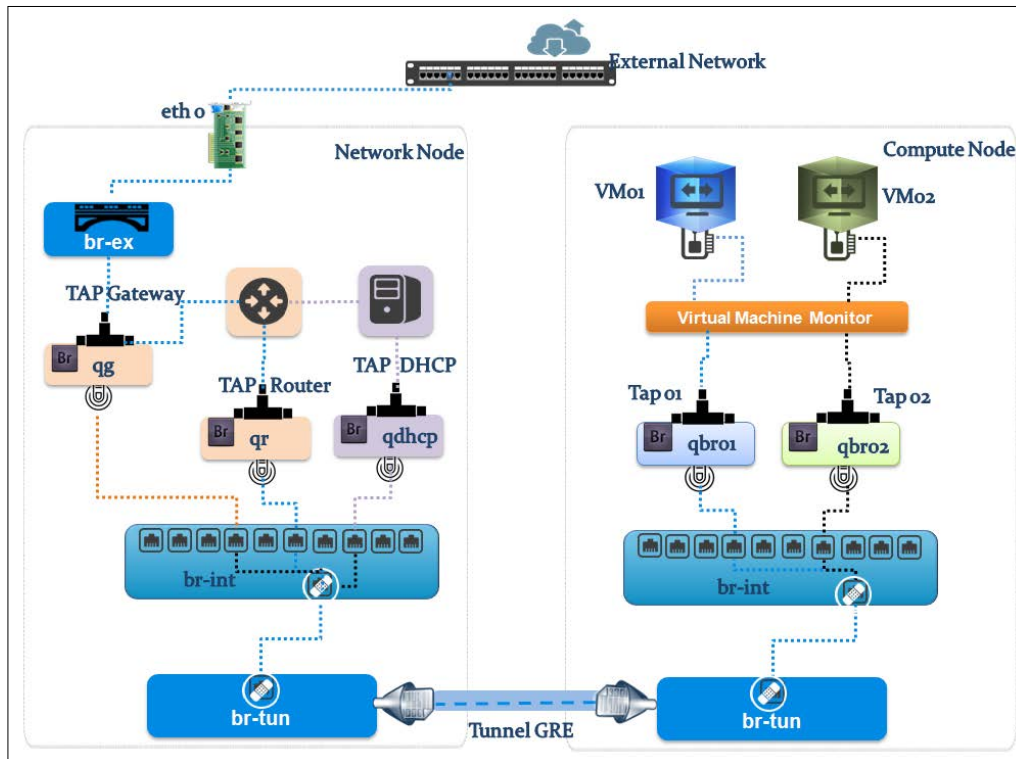 External Network
eth 0
Network Node
Compute Node
VM01
VM02
br-ex
TAP Gateway
Virtual Machine Monitor
Br
qg
TAP Router
TAP DHCP
Tap 01
Tap 02
Br
qr
Br
qdhcp
Br
qbr01
Br
qbr02
br-int
br-int
br-tun
Tunnel GRE
br-tun